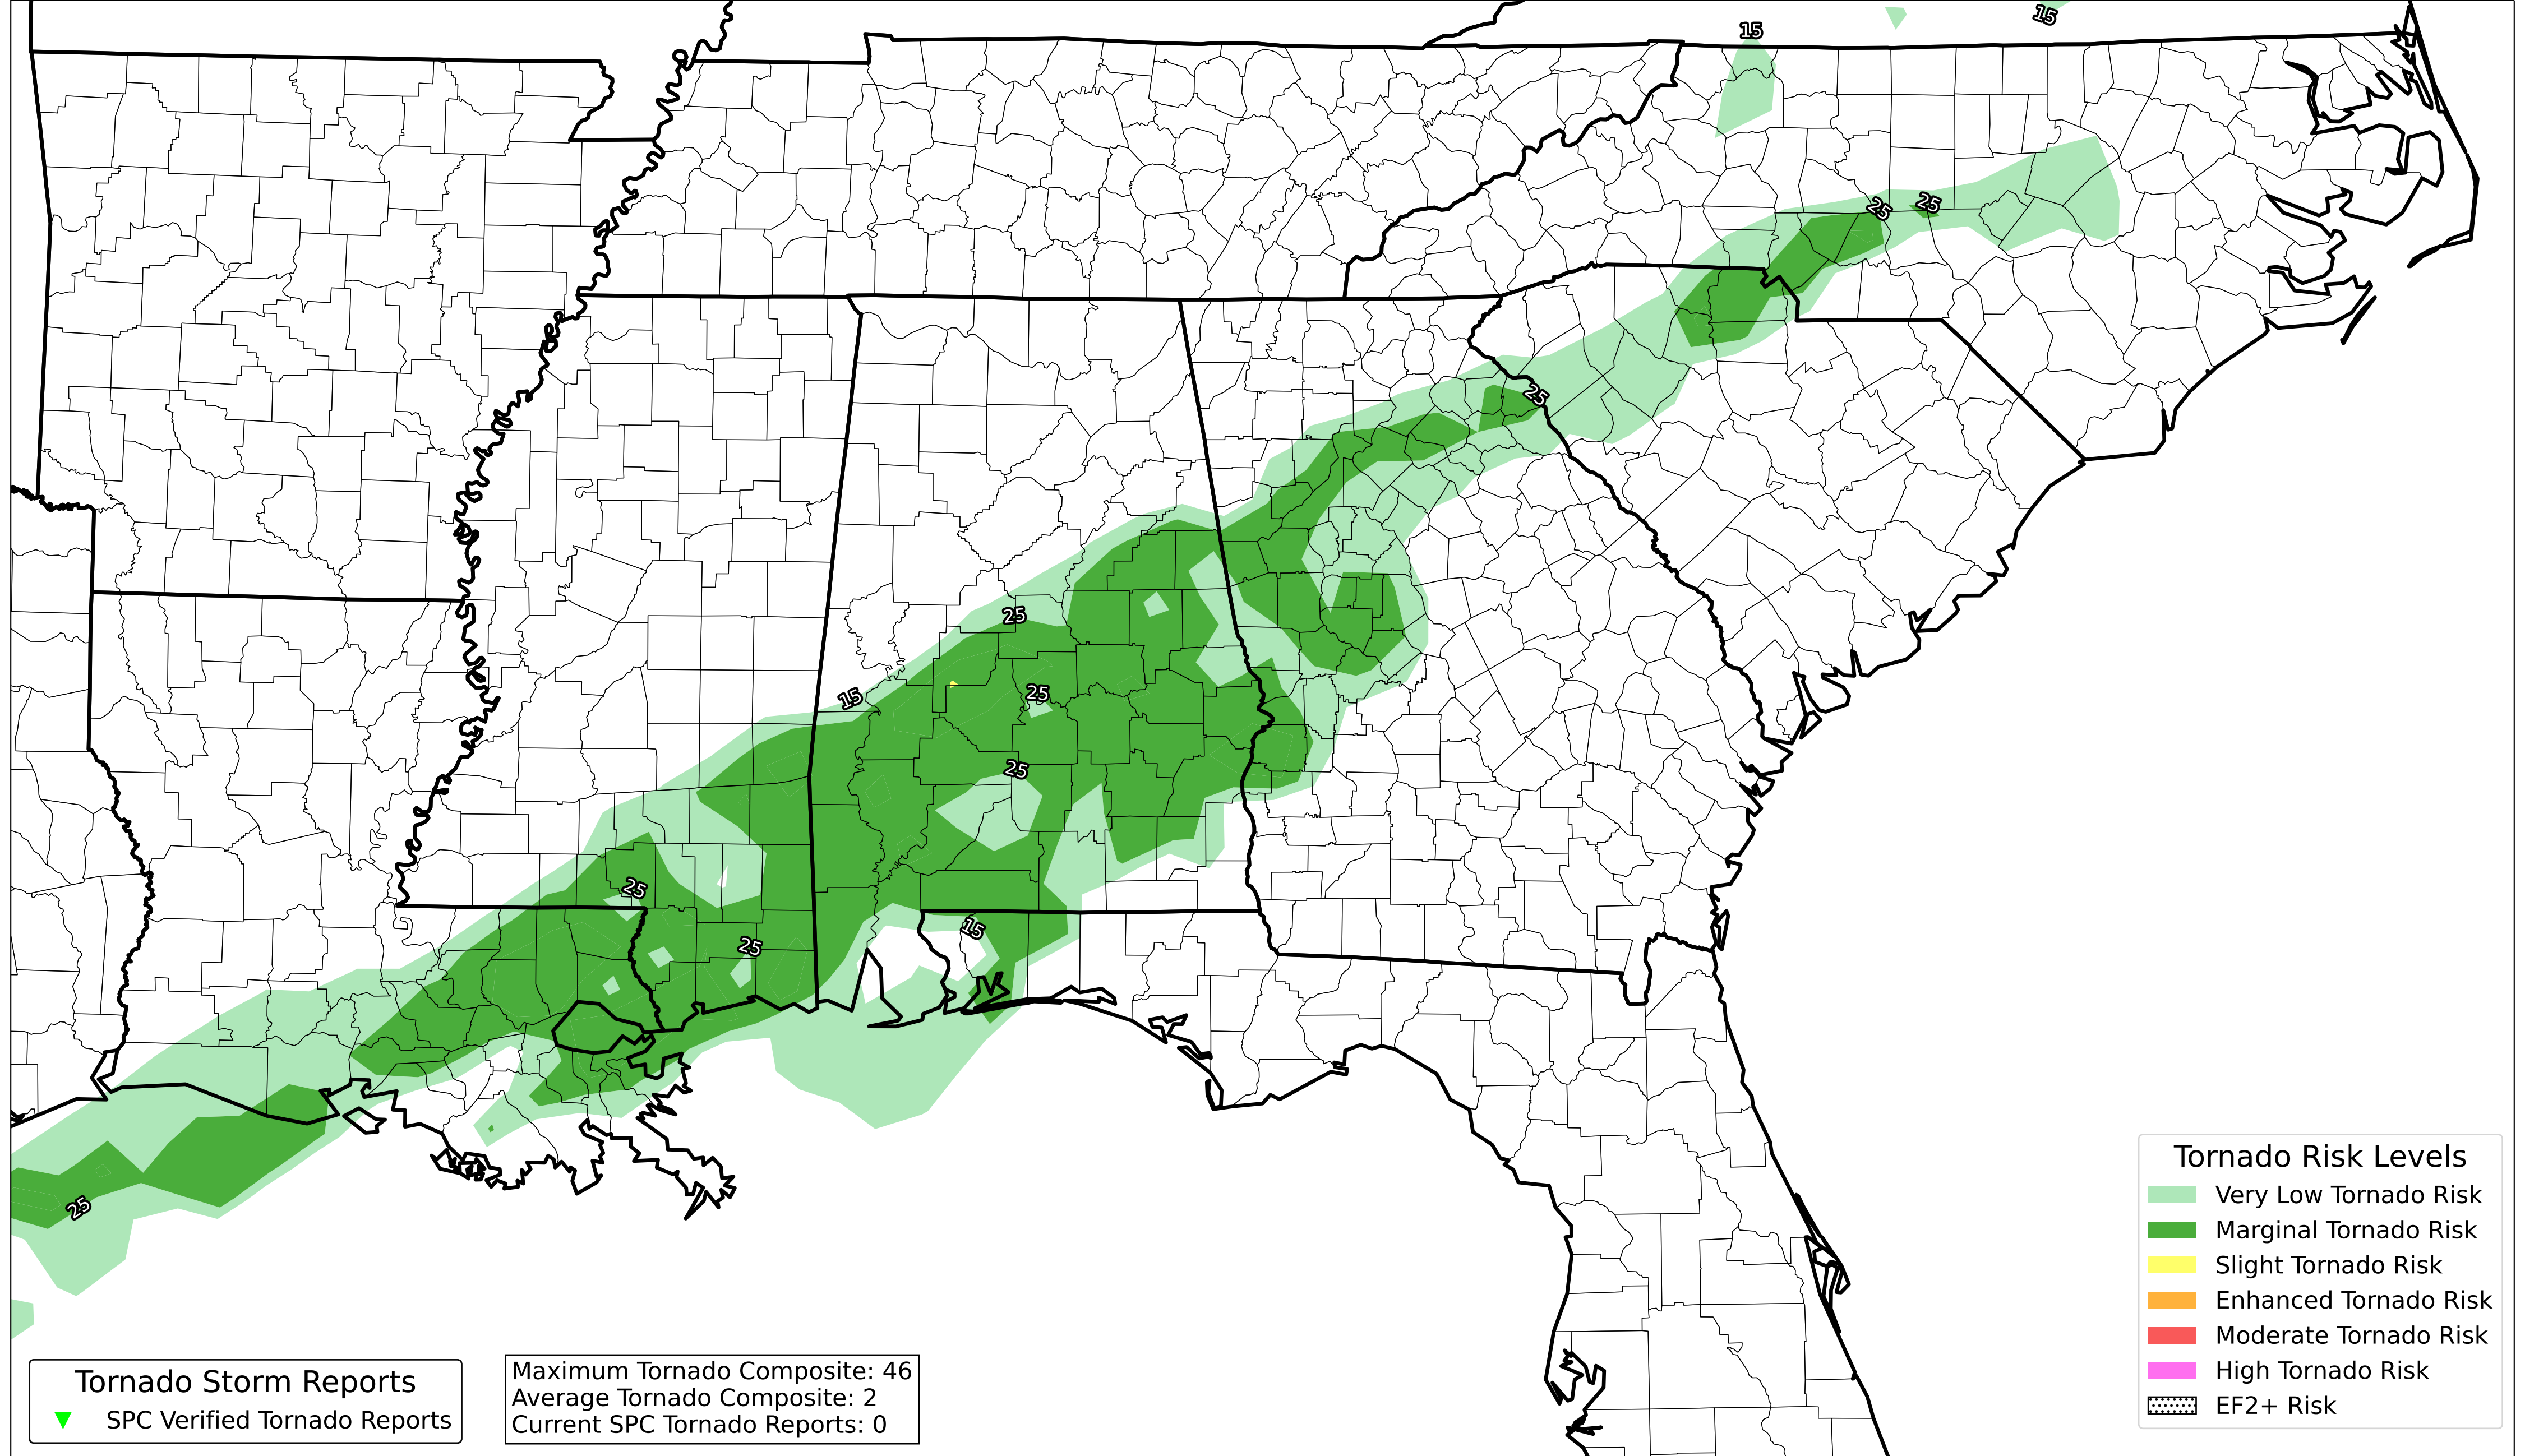 15
15
25
25
25
25
15
25
25
25
15
25
25
Tornado Risk Levels
Very Low Tornado Risk
Marginal Tornado Risk
Slight Tornado Risk
Enhanced Tornado Risk
Moderate Tornado Risk
High Tornado Risk
EF2+ Risk
Tornado Storm Reports
SPC Verified Tornado Reports
Maximum Tornado Composite: 46
Average Tornado Composite: 2
Current SPC Tornado Reports: 0